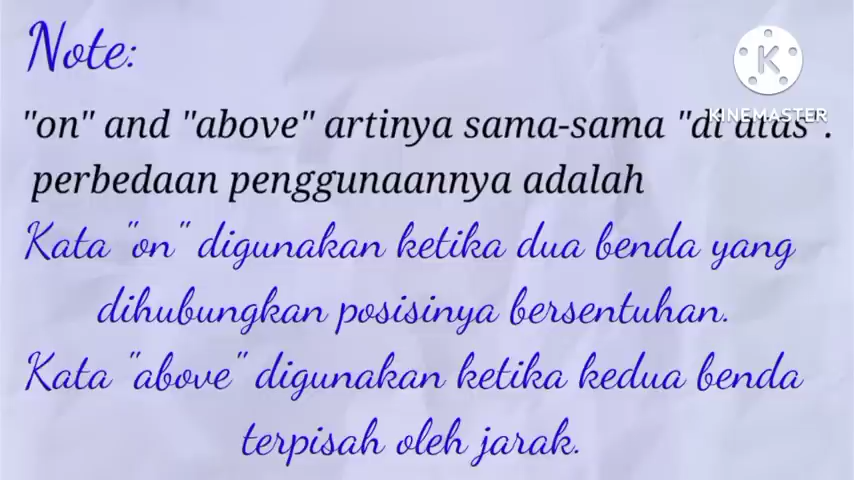 Note:
KINEMASTER
"on" and "above" artinya sama-sama "di atas".
perbedaan penggunaannya adalah
Kata "on" digunakan ketika dua benda yang
dihubungkan posisinya bersentuhan.
Kata "above" digunakan ketika kedua benda
terpisah oleh jarak.